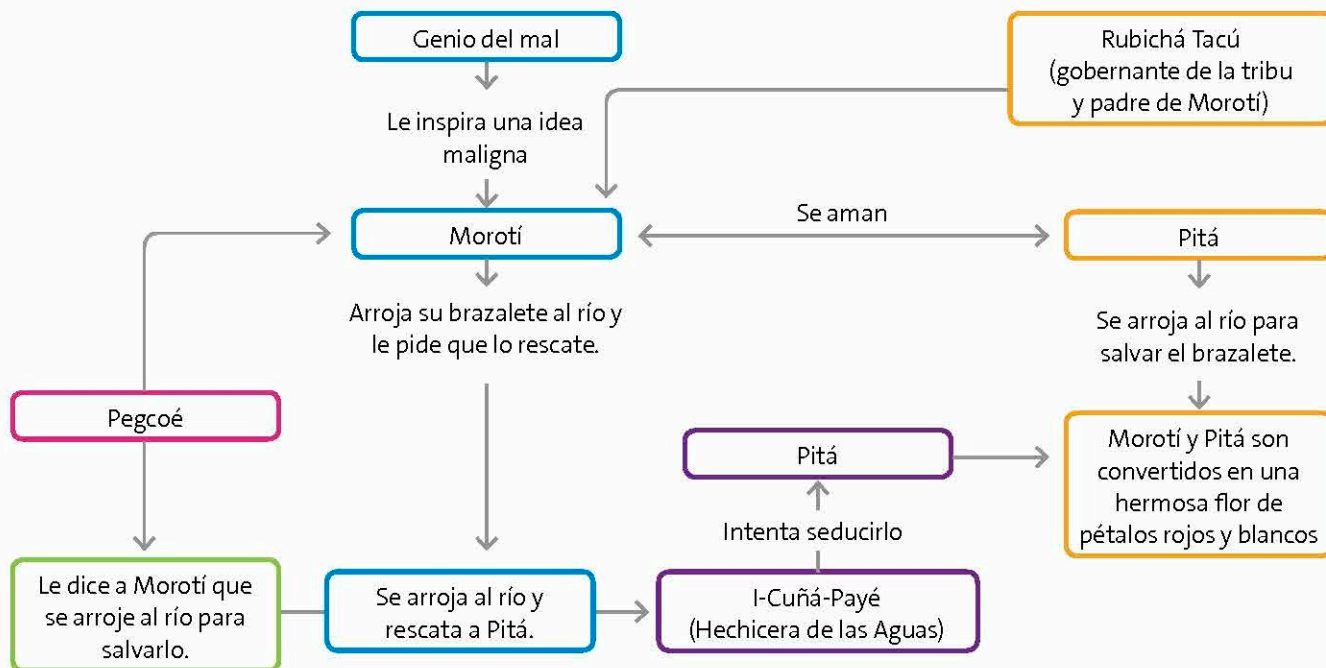 Genio del mal
Rubichá Tacú
(gobernante de la tribu
y padre de Morotí)
Le inspira una idea
maligna
Morotí
Se aman
Pitá
Arroja su brazalete al río y
le pide que lo rescate.
Se arroja al río para
salvar el brazalete.
Pegcoé
Pitá
Morotí y Pitá son
convertidos en una
hermosa flor de
pétalos rojos y blancos
Intenta seducirlo
Le dice a Morotí que
se arroje al río para
salvarlo.
Se arroja al río y
rescata a Pitá.
I-Cuñá-Payé
(Hechicera de las Aguas)